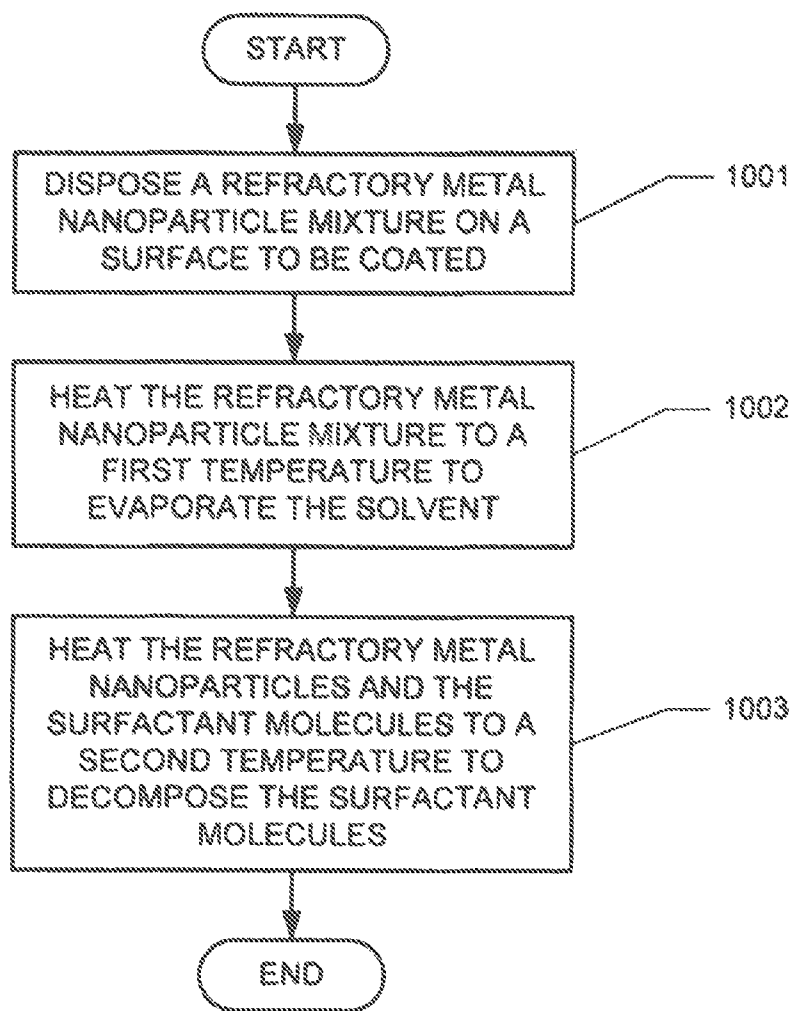 START
DISPOSE A REFRACTORY METAL
NANOPARTICLE MIXTURE ON A
SURFACE TO BE COATED
1001
HEAT THE REFRACTORY METAL
NANOPARTICLE MIXTURE TO A
FIRST TEMPERATURE TO
EVAPORATE THE SOLVENT
1002
HEAT THE REFRACTORY METAL
NANOPARTICLES AND THE
SURFACTANT MOLECULES TO A
SECOND TEMPERATURE TO
DECOMPOSE THE SURFACTANT
MOLECULES
1003
END